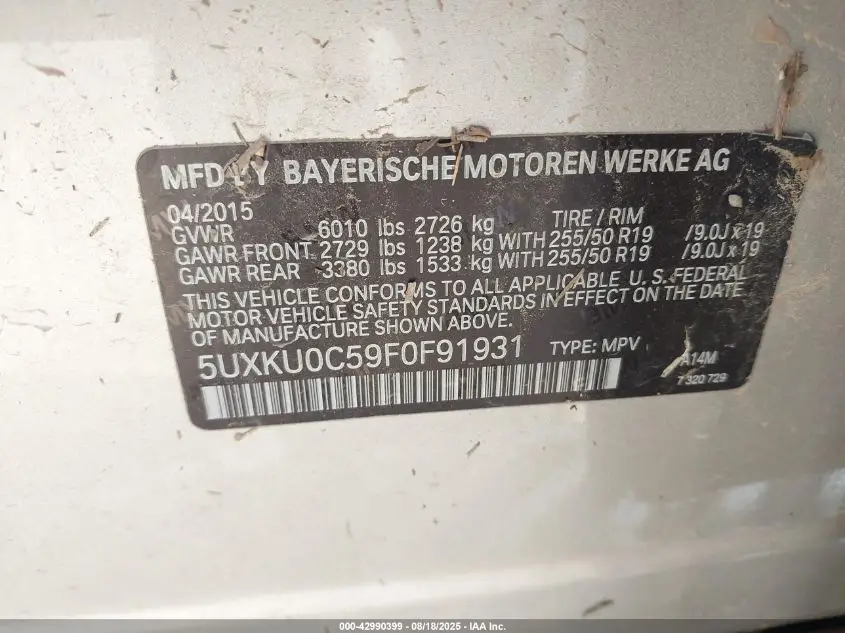 MFD BY BAYERISCHE MOTOREN WERKE AG
04/2015 TIRE / RIM
GVWR 6010 lbs 2726 kg
GAWR FRONT 2729 lbs 1238 kg WITH 255/50 R19 /9.0J x 19
GAWR REAR 3380 lbs 1533 kg WITH 255/50 R19 /9.0J x 19
THIS VEHICLE CONFORMS TO ALL APPLICABLE U. S. FEDERAL
MOTOR VEHICLE SAFETY STANDARDS IN EFFECT ON THE DATE
OF MANUFACTURE SHOWN ABOVE.
5UXKU0C59F0F91931 TYPE: MPV A14M
7 320 729
000-42990399 | 08/18/2025 - IAA Inc.